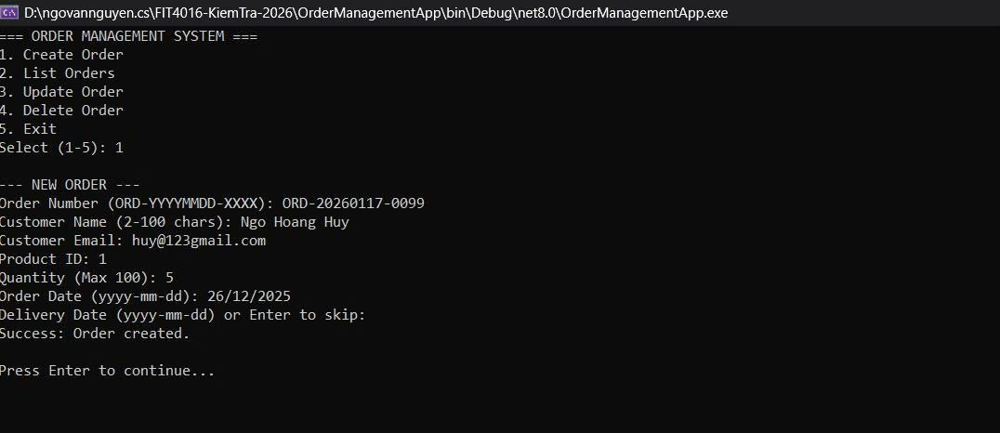 D:\ngovannguyen.cs\FIT4016-KiemTra-2026\OrderManagementApp\bin\Debug\net8.0\OrderManagementApp.exe
=== ORDER MANAGEMENT SYSTEM ===
1. Create Order
2. List Orders
3. Update Order
4. Delete Order
5. Exit
Select (1-5): 1
--- NEW ORDER ---
Order Number (ORD-YYYYMMDD-XXXX): ORD-20260117-0099
Customer Name (2-100 chars): Ngo Hoang Huy
Customer Email: huy@123gmail.com
Product ID: 1
Quantity (Max 100): 5
Order Date (yyyy-mm-dd): 26/12/2025
Delivery Date (yyyy-mm-dd) or Enter to skip:
Success: Order created.
Press Enter to continue...